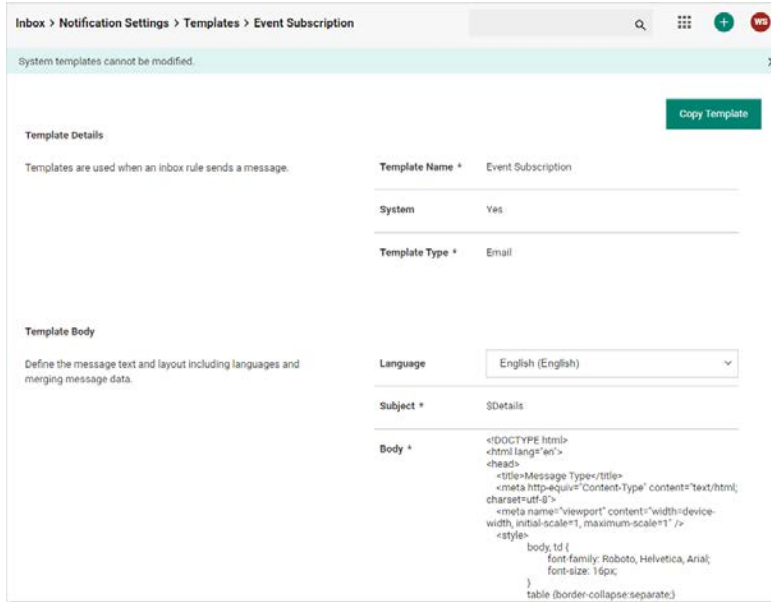 Inbox > Notification Settings > Templates > Event Subscription
WS
System templates cannot be modified.
Copy Template
Template Details
Templates are used when an inbox rule sends a message.
Template Name *
Event Subscription
System
Yes
Template Type *
Email
Template Body
Define the message text and layout including languages and
merging message data.
Language
English (English)
Subject *
$Details
Body *
<!DOCTYPE html>
<html lang="en">
<head>
<title>Message Type</title>
<meta http-equiv="Content-Type" content="text/html;
charset=utf-8">
<meta name="viewport" content="width=device-
width, initial-scale=1, maximum-scale=1" />
<style>
body, td {
font-family: Roboto, Helvetica, Arial;
font-size: 16px;
}
table {border-collapse:separate;}